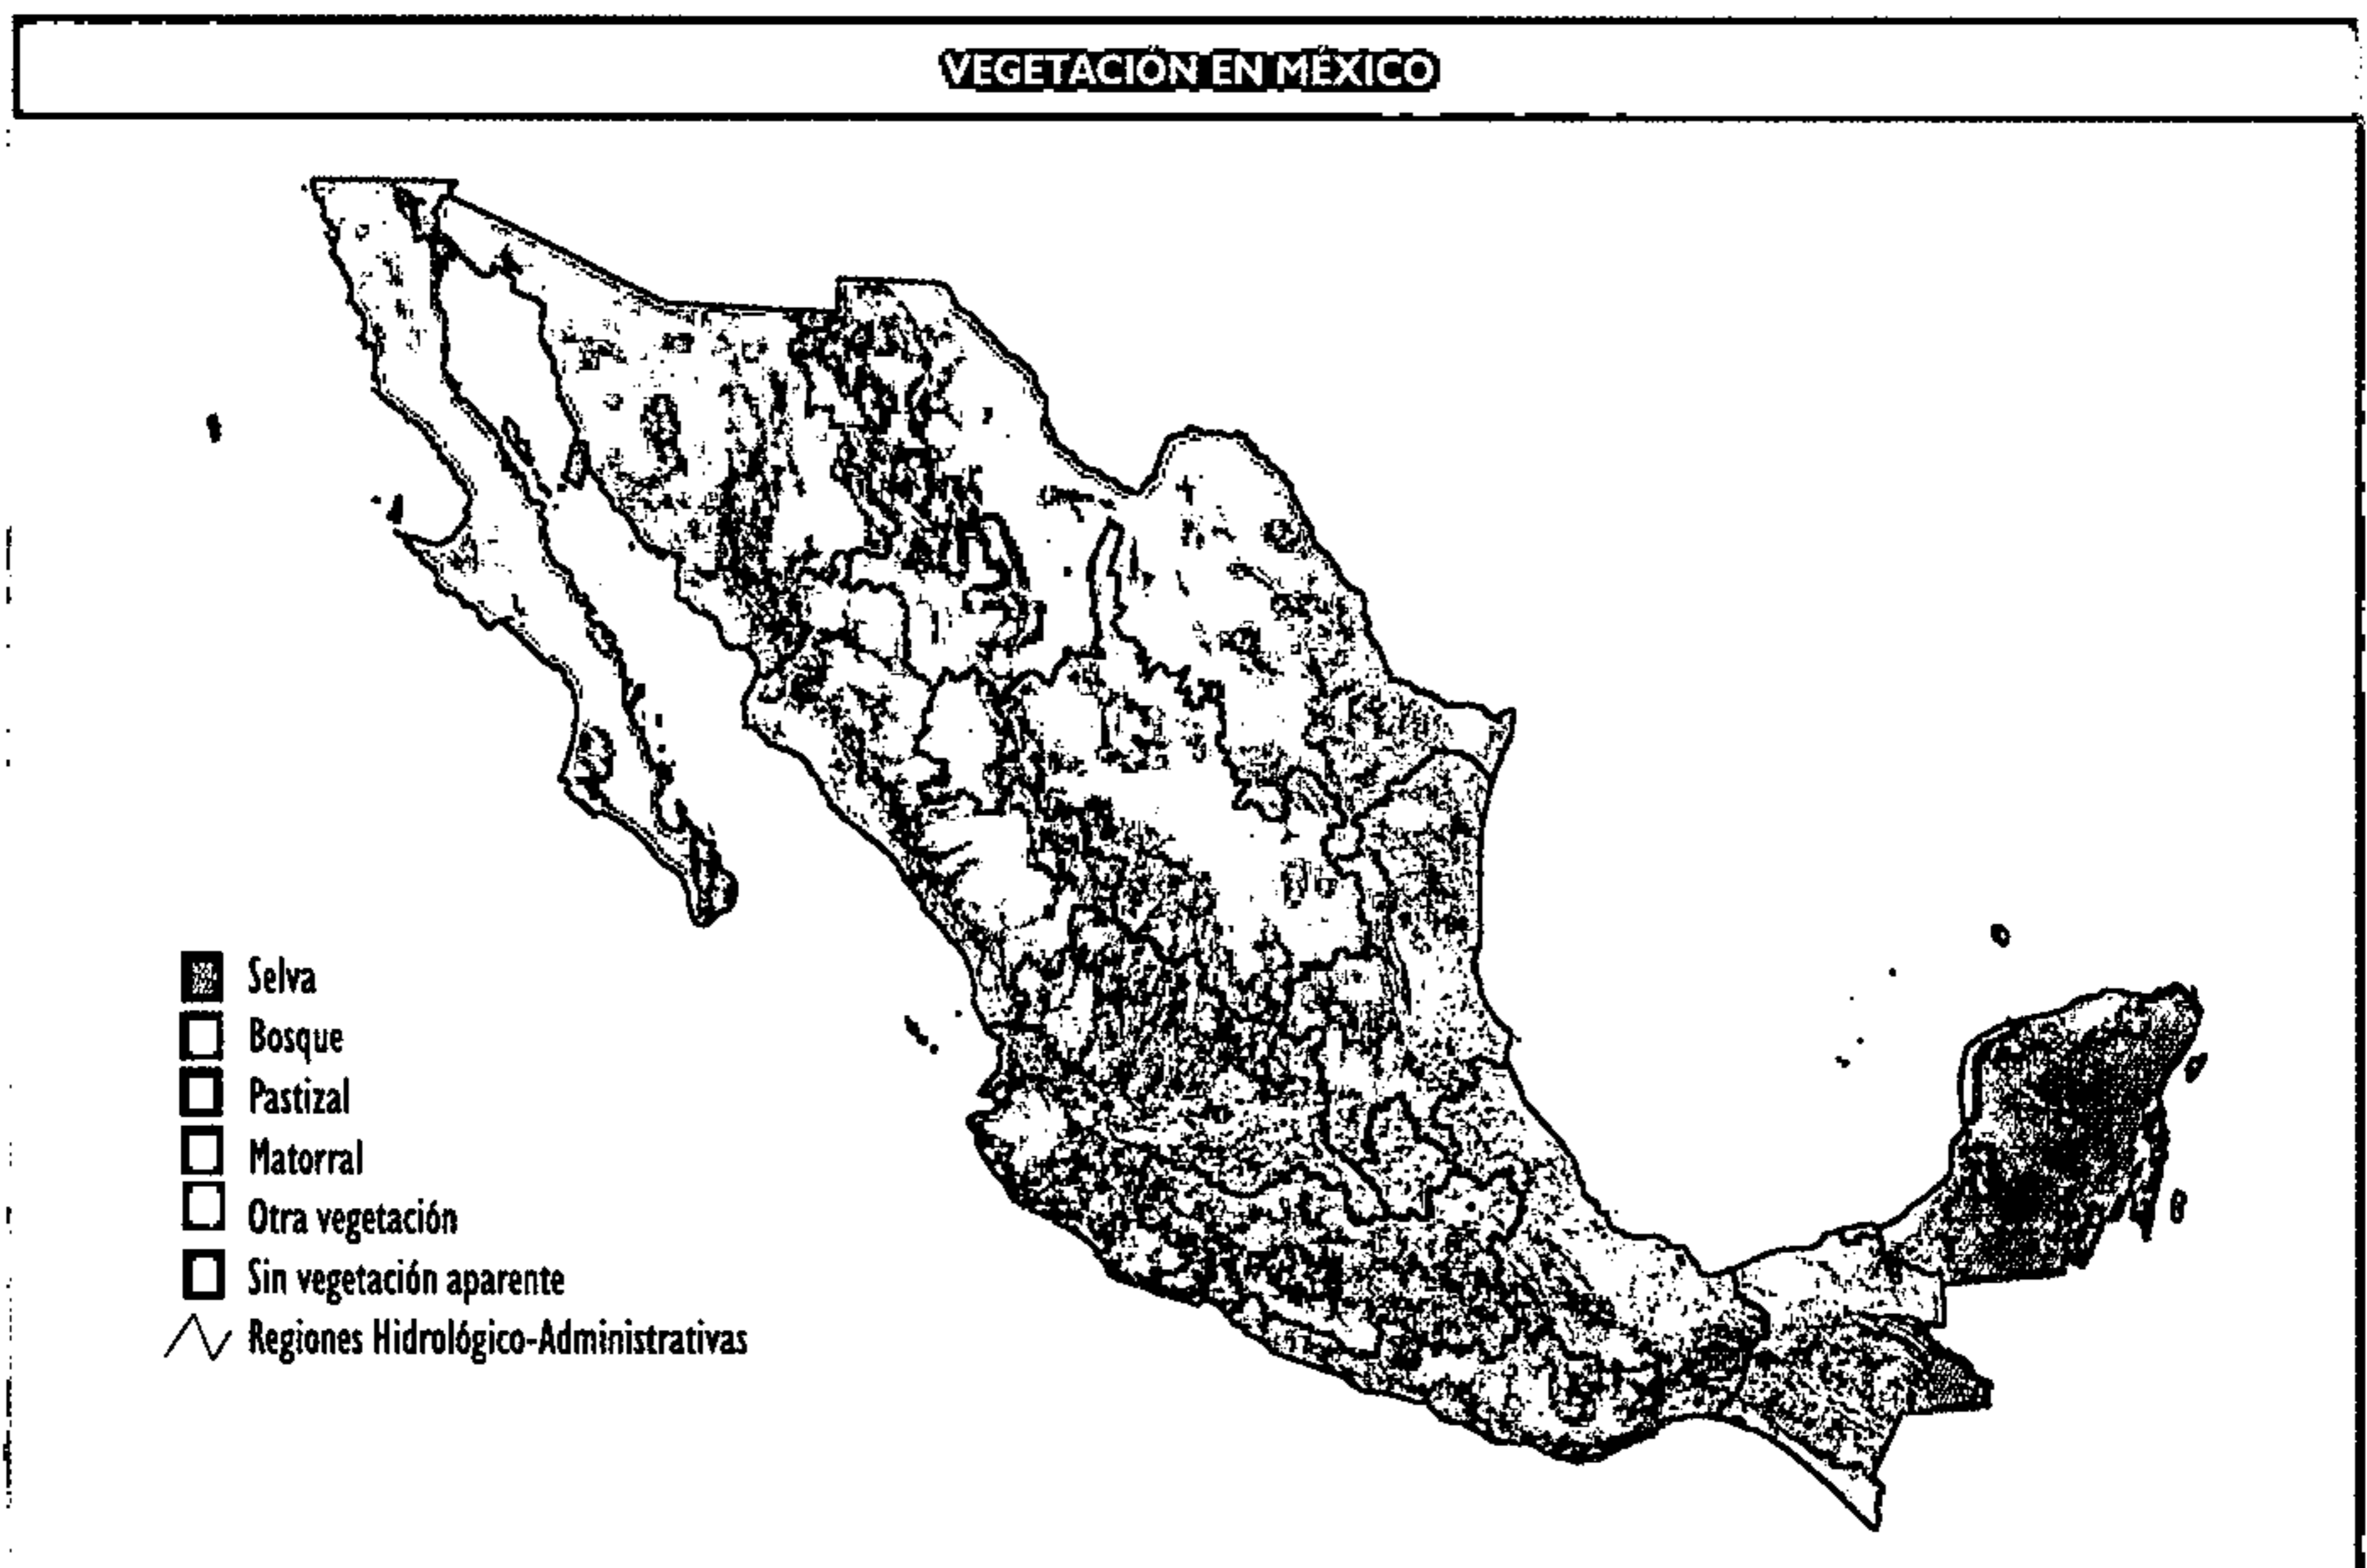 VEGETACIÓN EN MÉXICO
Selva
Bosque
Pastizal
Matorral
Otra vegetación
Sin vegetación aparente
Regiones Hidrológico-Administrativas